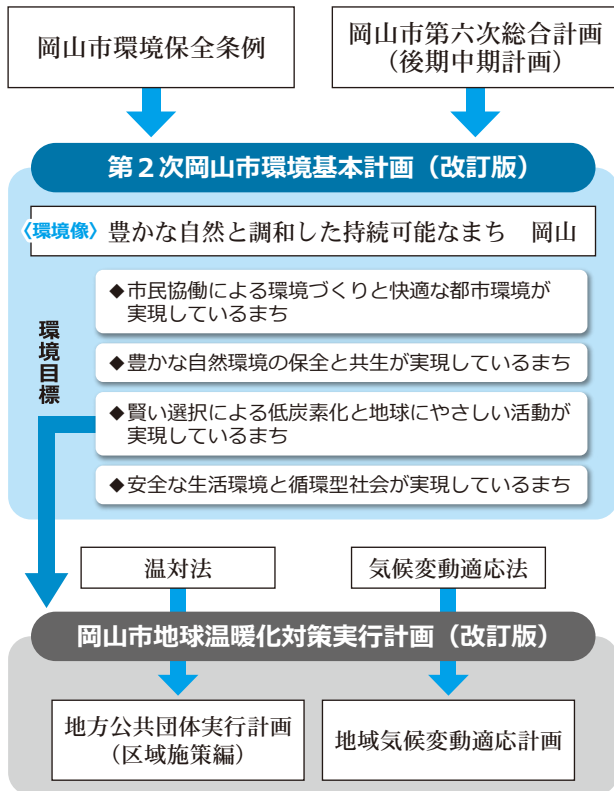 岡山市環境保全条例
岡山市第六次総合計画
（後期中期計画）
第２次岡山市環境基本計画（改訂版）
〈環境像〉豊かな自然と調和した持続可能なまち　岡山
環境目標
◆市民協働による環境づくりと快適な都市環境が
実現しているまち
◆豊かな自然環境の保全と共生が実現しているまち
◆賢い選択による低炭素化と地球にやさしい活動が
実現しているまち
◆安全な生活環境と循環型社会が実現しているまち
温対法
気候変動適応法
岡山市地球温暖化対策実行計画（改訂版）
地方公共団体実行計画
（区域施策編）
地域気候変動適応計画